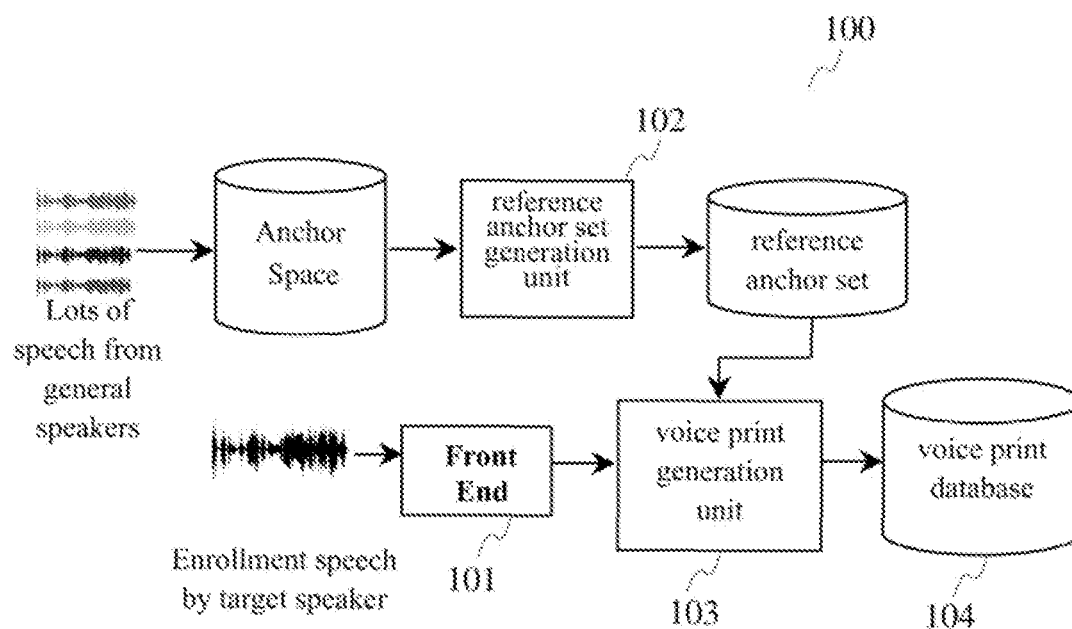 100
102
Anchor
Space
reference
anchor set
generation
unit
reference
anchor set
Lots of
speech from
general
speakers
Front
End
voice print
generation
unit
voice print
database
Enrollment speech
by target speaker
101
103
104